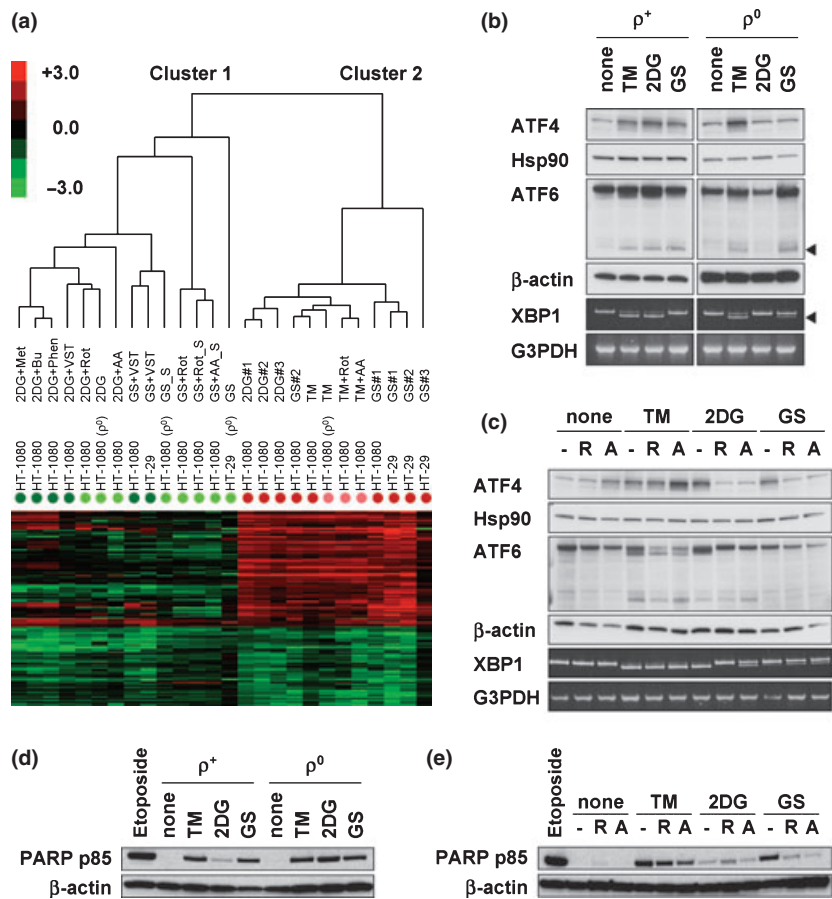 (a)
+3.0
0.0
−3.0
Cluster 1
Cluster 2
2DG+Met
2DG+Bu
2DG+Phen
2DG+VST
2DG+Rot
2DG
2DG+AA
GS+VST
GS+VST
GS_S
GS+Rot
GS+Rot_S
GS+AA_S
GS
2DG#1
2DG#2
2DG#3
GS#2
TM
TM
TM+Rot
TM+AA
GS#1
GS#1
GS#2
GS#3
HT-1080
HT-1080
HT-1080
HT-1080
HT-1080
HT-1080 (ρ⁰)
HT-1080
HT-1080
HT-29
HT-1080 (ρ⁰)
HT-1080
HT-1080
HT-1080
HT-29 (ρ⁰)
HT-1080
HT-1080
HT-1080
HT-1080
HT-1080
HT-1080 (ρ⁰)
HT-1080
HT-1080
HT-1080
HT-29
HT-29
HT-29
(b)
ρ⁺ ρ⁰
none TM 2DG GS none TM 2DG GS
ATF4
Hsp90
ATF6
β-actin
XBP1
G3PDH
(c)
none TM 2DG GS
- R A - R A - R A - R A
ATF4
Hsp90
ATF6
β-actin
XBP1
G3PDH
(d)
ρ⁺ ρ⁰
Etoposide none TM 2DG GS none TM 2DG GS
PARP p85
β-actin
(e)
Etoposide none TM 2DG GS
- R A - R A - R A - R A
PARP p85
β-actin